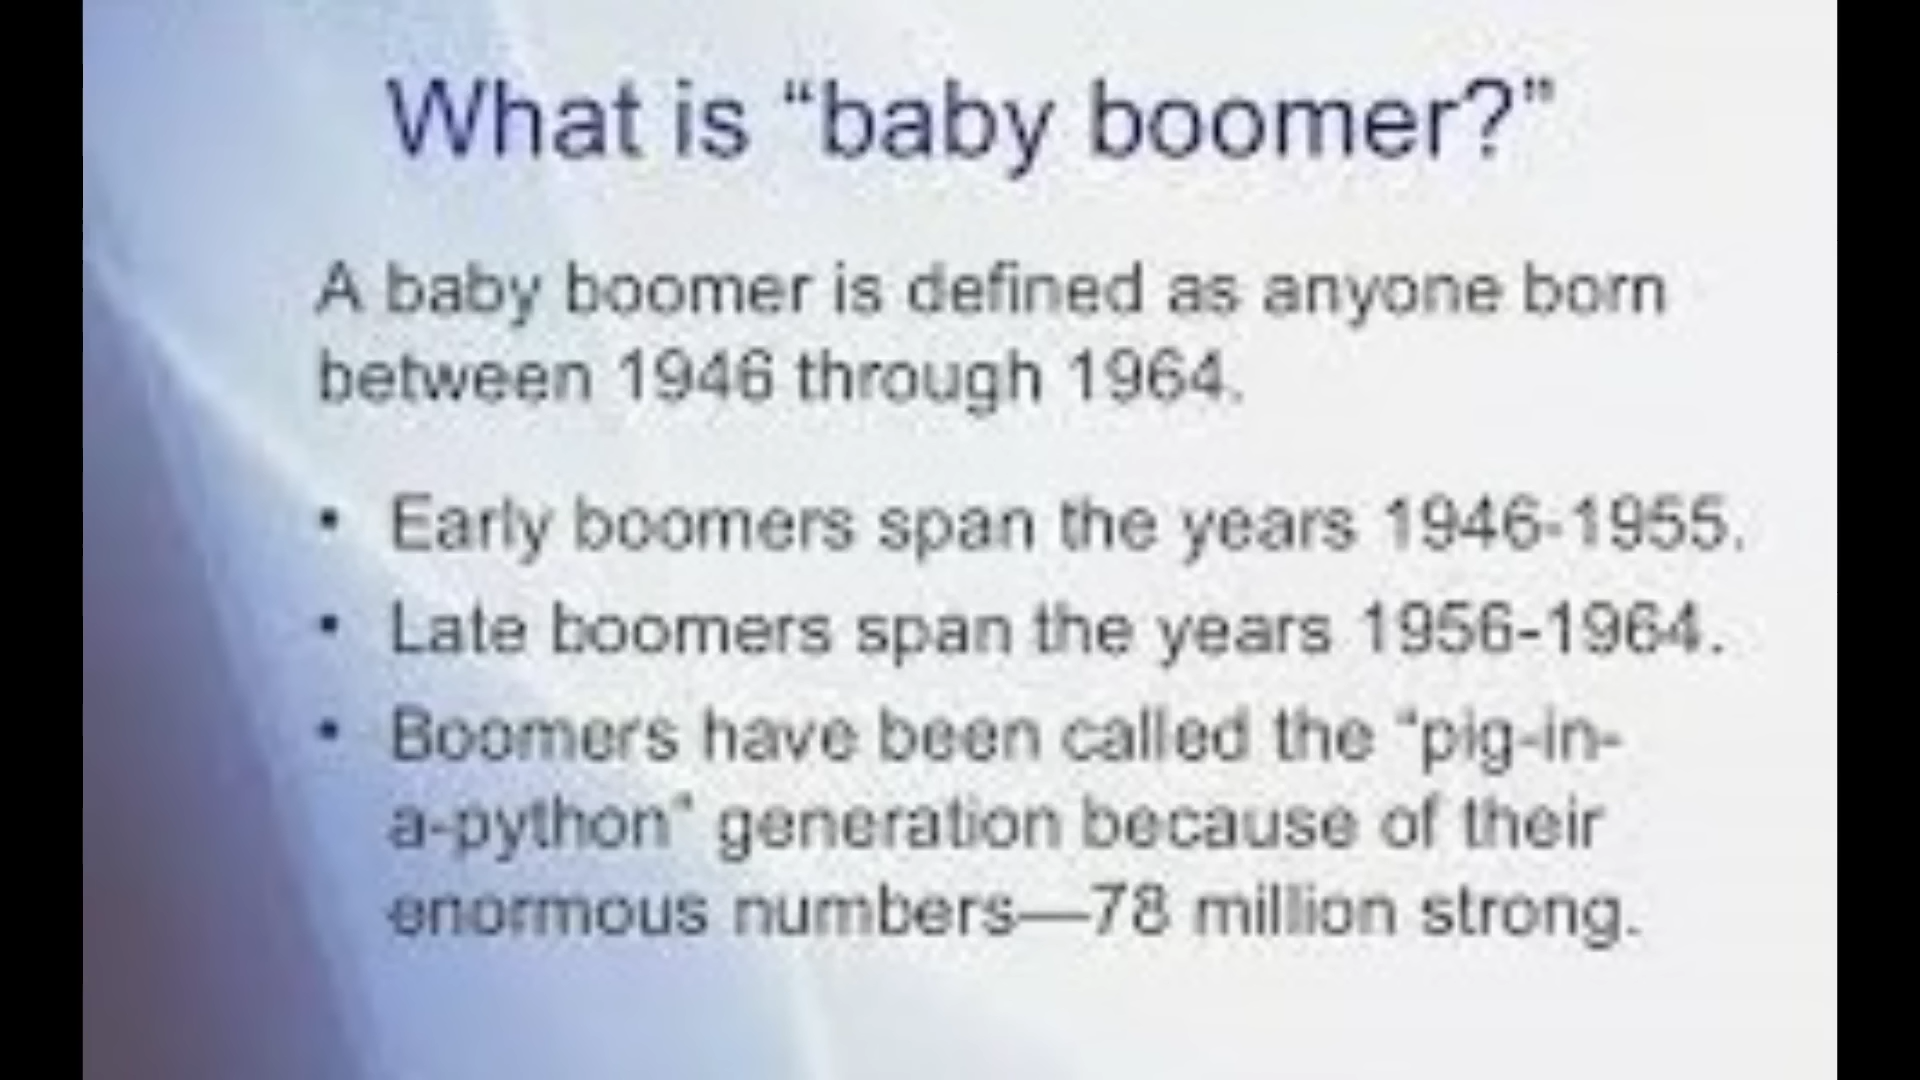 What is “baby boomer?”
A baby boomer is defined as anyone born
between 1946 through 1964.
• Early boomers span the years 1946-1955.
• Late boomers span the years 1956-1964.
• Boomers have been called the “pig-in-
a-python” generation because of their
enormous numbers—78 million strong.